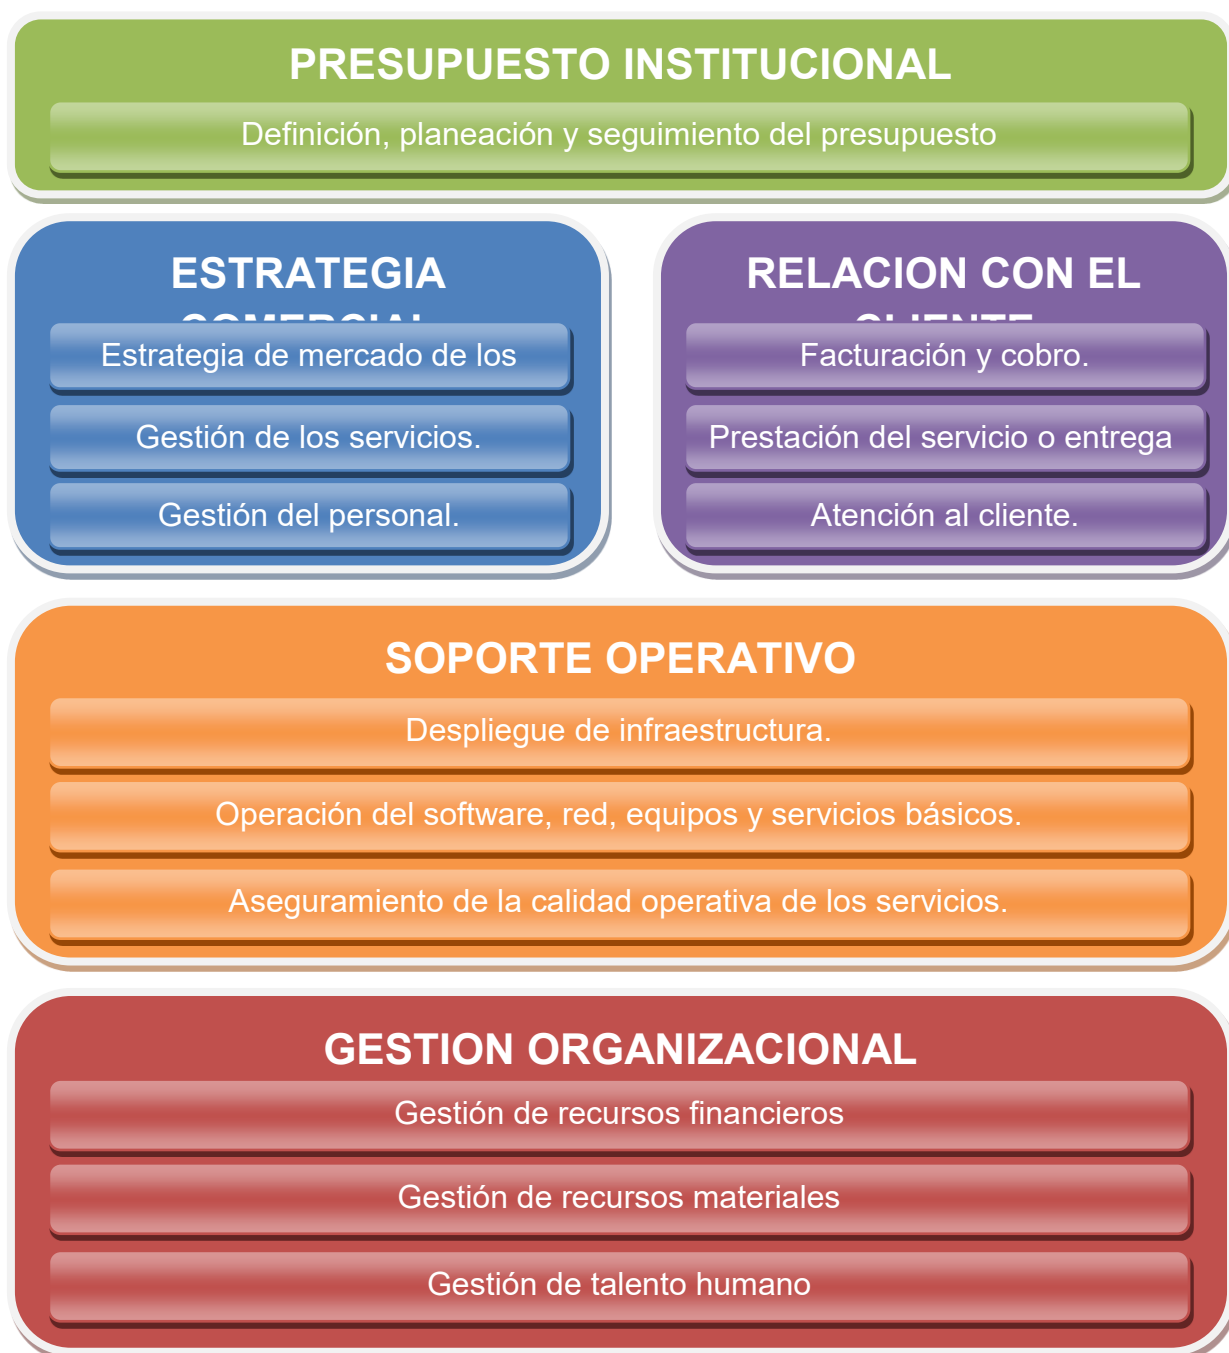 PRESUPUESTO INSTITUCIONAL
Definición, planeación y seguimiento del presupuesto
ESTRATEGIA
COMERCIAL
Estrategia de mercado de los
Gestión de los servicios.
Gestión del personal.
RELACION CON EL
CLIENTE
Facturación y cobro.
Prestación del servicio o entrega
Atención al cliente.
SOPORTE OPERATIVO
Despliegue de infraestructura.
Operación del software, red, equipos y servicios básicos.
Aseguramiento de la calidad operativa de los servicios.
GESTION ORGANIZACIONAL
Gestión de recursos financieros
Gestión de recursos materiales
Gestión de talento humano